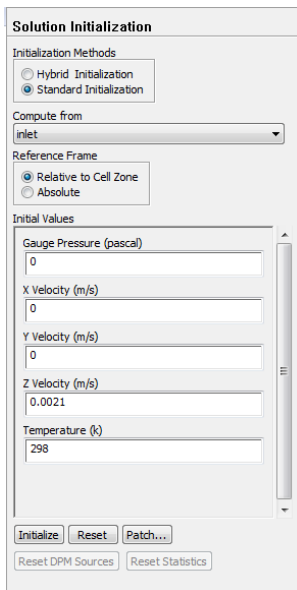 Solution Initialization
Initialization Methods
Hybrid Initialization
Standard Initialization
Compute from
inlet
Reference Frame
Relative to Cell Zone
Absolute
Initial Values
Gauge Pressure (pascal)
0
X Velocity (m/s)
0
Y Velocity (m/s)
0
Z Velocity (m/s)
0.0021
Temperature (k)
298
Initialize Reset Patch...
Reset DPM Sources Reset Statistics